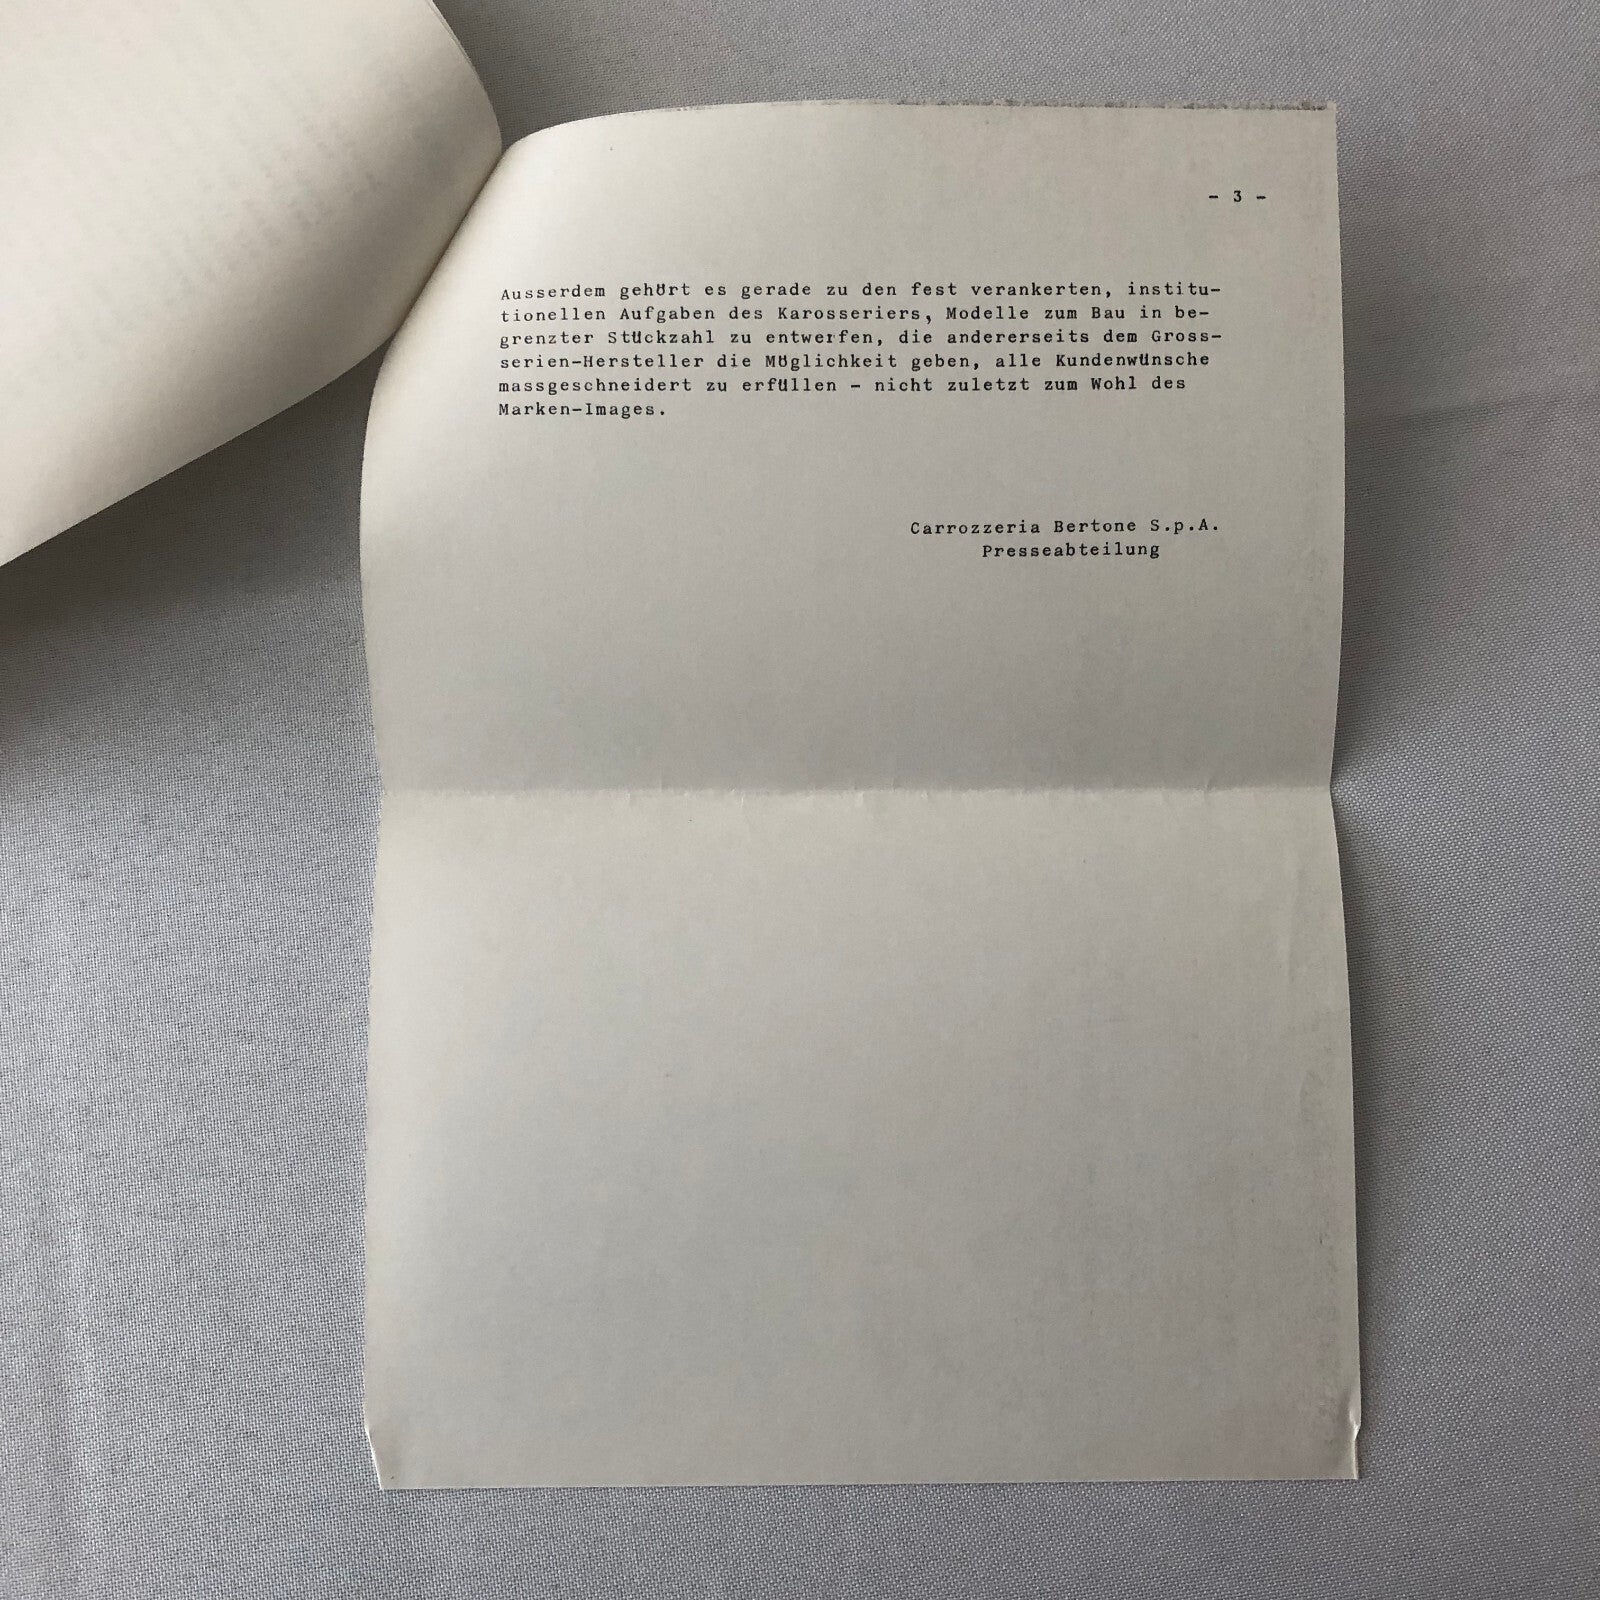 - 3 -
Ausserdem gehört es gerade zu den fest verankerten, institu-
tionellen Aufgaben des Karosseriers, Modelle zum Bau in be-
grenzter Stückzahl zu entwerfen, die andererseits dem Gross-
serien-Hersteller die Möglichkeit geben, alle Kundenwünsche
massgeschneidert zu erfüllen - nicht zuletzt zum Wohl des
Marken-Images.
Carrozzeria Bertone S.p.A.
Presseabteilung